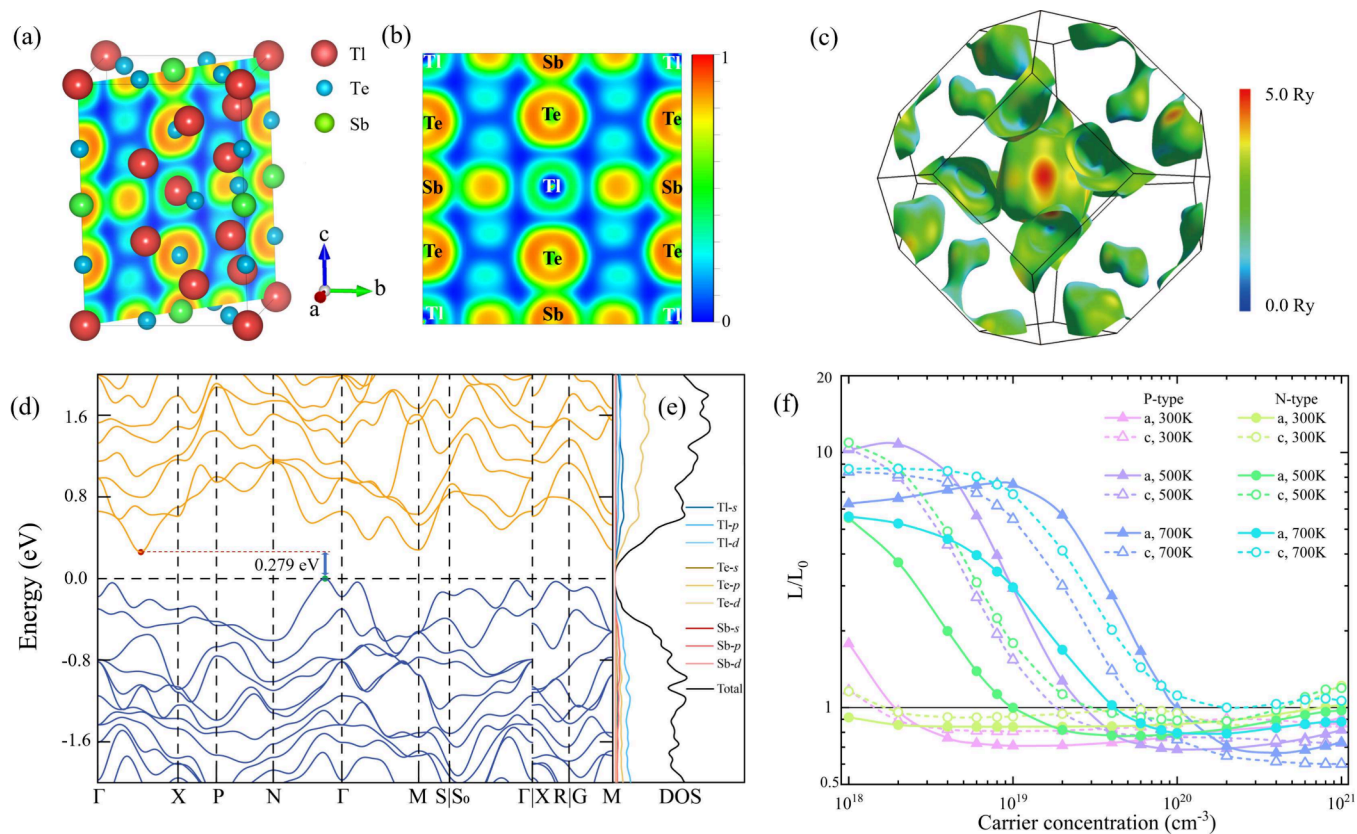 (a)
Tl
Te
Sb
c
b
a
(b)
Tl Sb Tl
Te Te Te
Sb Tl Sb
Te Te Te
Tl Sb Tl
1
0
(c)
5.0 Ry
0.0 Ry
(d)
Energy (eV)
1.6
0.8
0.0
-0.8
-1.6
0.279 eV
Γ X P N Γ M S|S₀ Γ|X R|G M
(e)
Tl-s
Tl-p
Tl-d
Te-s
Te-p
Te-d
Sb-s
Sb-p
Sb-d
Total
DOS
(f)
L/L₀
20
10
1
0.5
P-type N-type
a, 300K a, 300K
c, 300K c, 300K
a, 500K a, 500K
c, 500K c, 500K
a, 700K a, 700K
c, 700K c, 700K
10¹⁸ 10¹⁹ 10²⁰ 10²¹
Carrier concentration (cm⁻³)